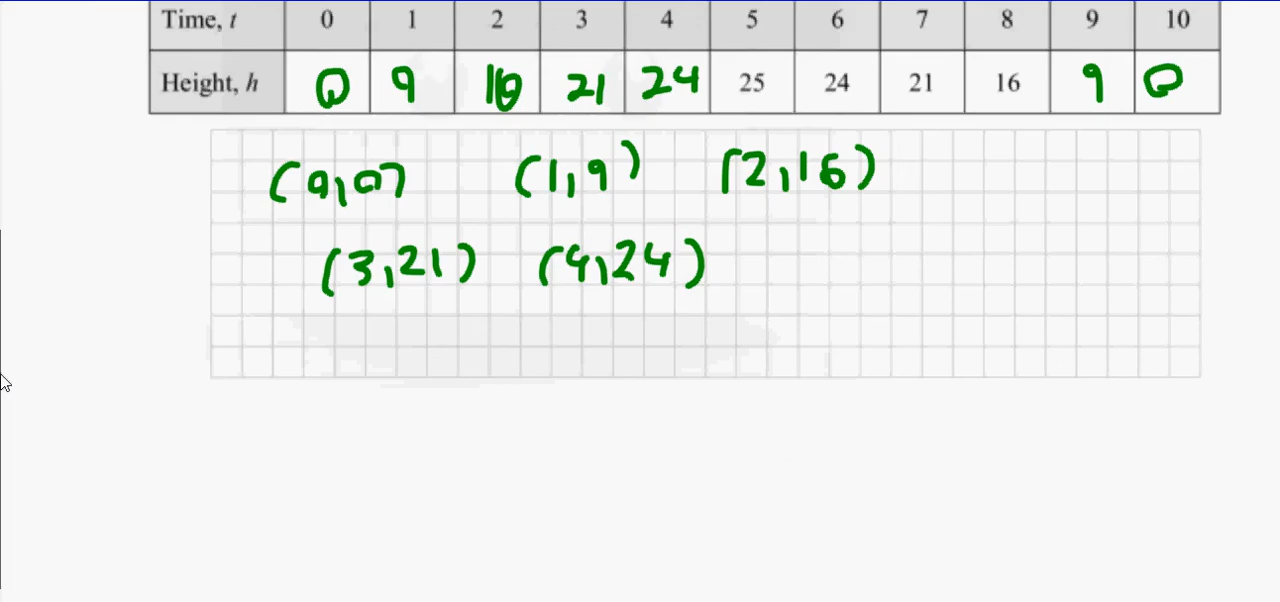 Time, t 0 1 2 3 4 5 6 7 8 9 10
Height, h 0 9 16 21 24 25 24 21 16 9 0
(0,0) (1,9) (2,16)
(3,21) (4,24)